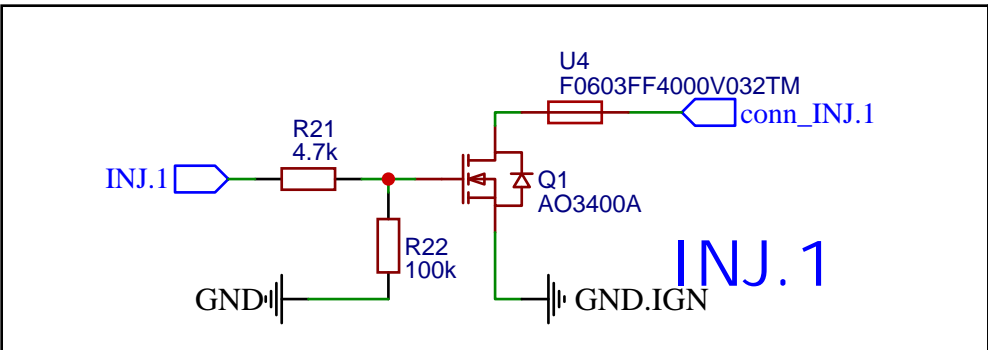 U4
F0603FF4000V032TM
conn_INJ.1
R21
4.7k
INJ.1
Q1
AO3400A
R22
100k
INJ.1
GND
GND.IGN